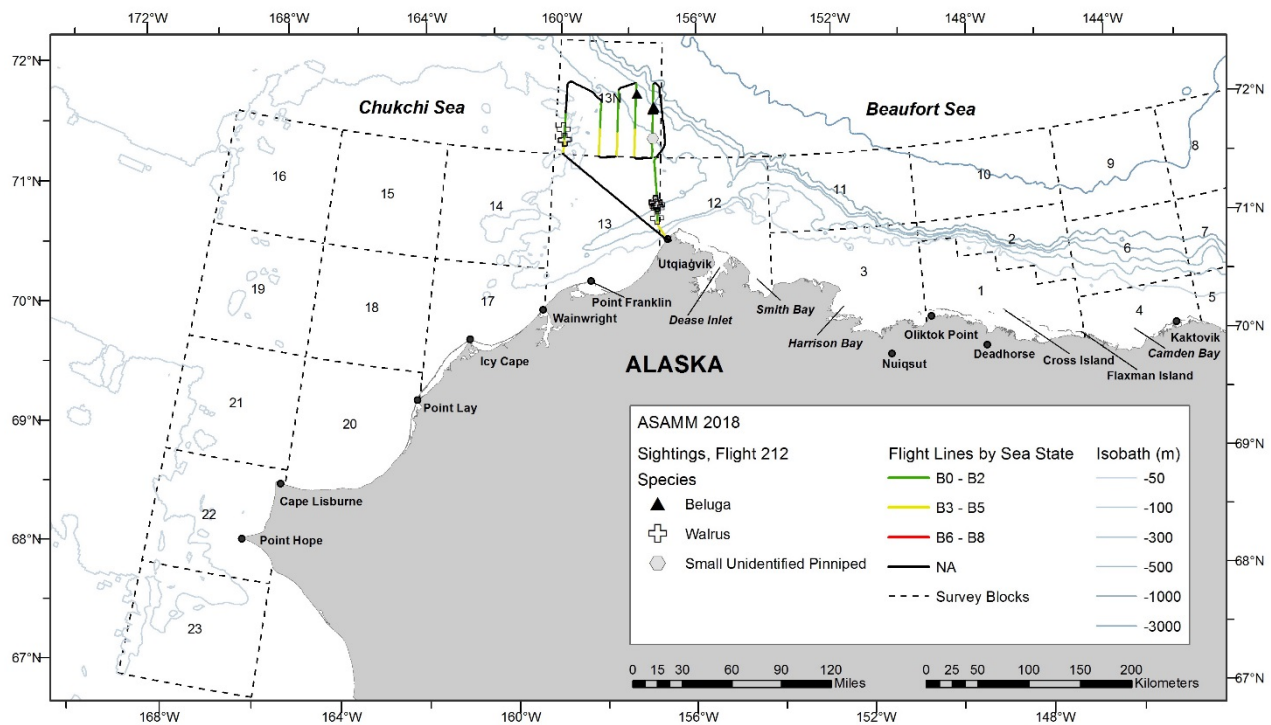 172°W 168°W 164°W 160°W 156°W 152°W 148°W 144°W
72°N 72°N
Chukchi Sea
Beaufort Sea
13N
8
9
10
16
15
11
71°N 71°N
14
12
13
7
2
6
Utqiaġvik
3
19
17
18
Point Franklin
1
5
Smith Bay
Dease Inlet
4
70°N 70°N
Wainwright
Harrison Bay
Oliktok Point
Kaktovik
Nuiqsut
Deadhorse
Cross Island
Camden Bay
Icy Cape
ALASKA
Flaxman Island
21
Point Lay
20
69°N 69°N
Cape Lisburne
22
Point Hope
68°N 68°N
23
67°N 67°N
ASAMM 2018
Sightings, Flight 212
Species
Beluga
Walrus
Small Unidentified Pinniped
Flight Lines by Sea State
B0 - B2
B3 - B5
B6 - B8
NA
Survey Blocks
Isobath (m)
-50
-100
-300
-500
-1000
-3000
0 15 30 60 90 120
Miles
0 25 50 100 150 200
Kilometers
168°W 164°W 160°W 156°W 152°W 148°W